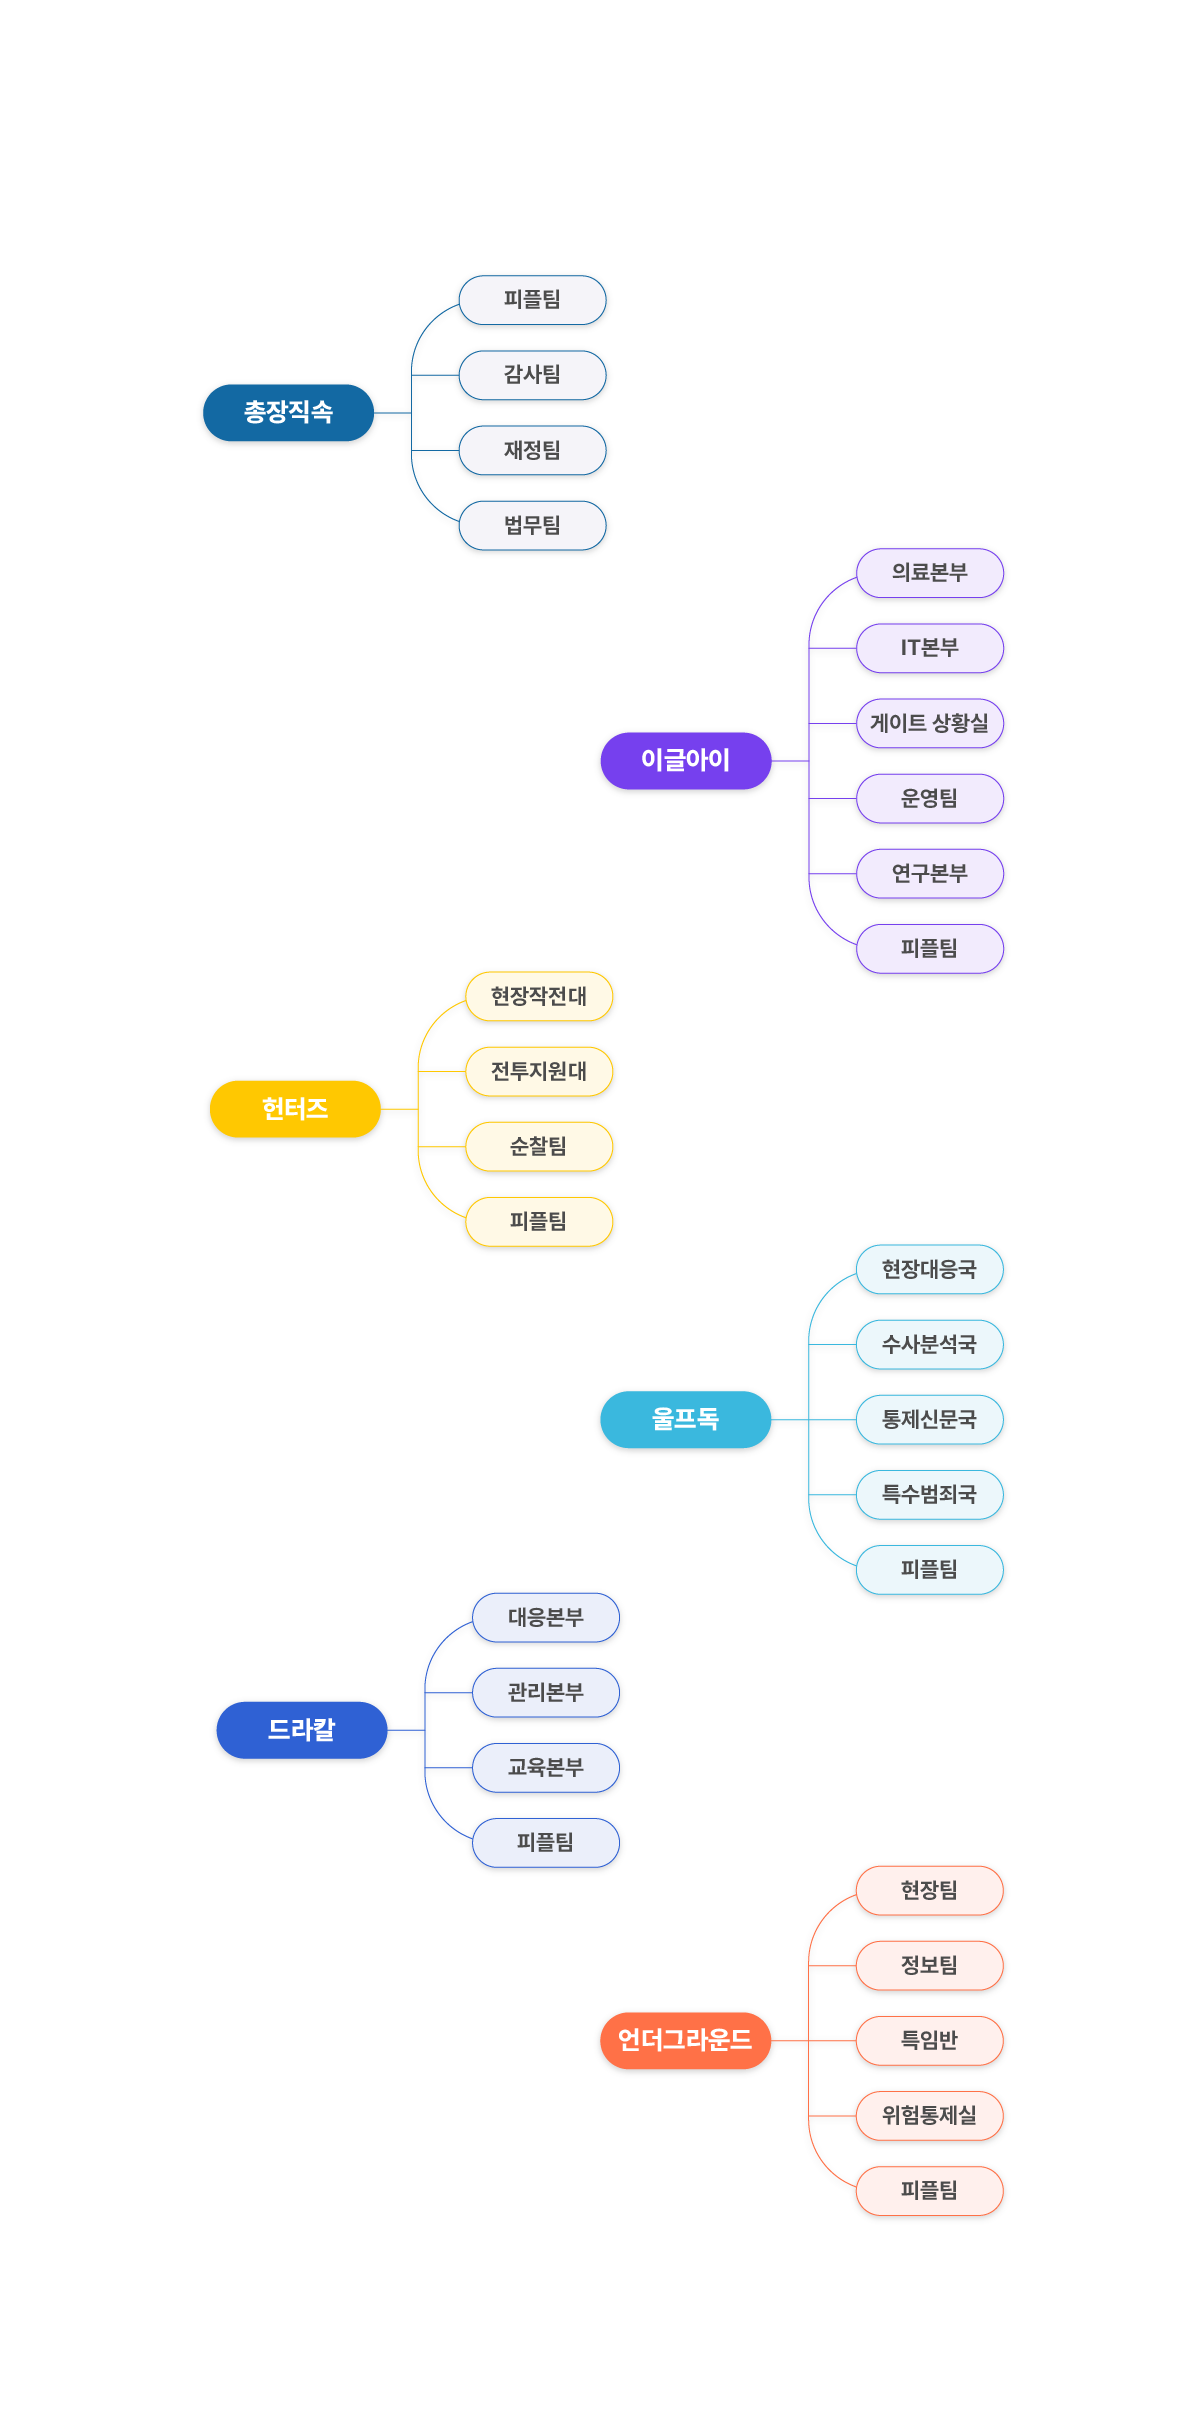 총장직속
피플팀
감사팀
재정팀
법무팀
이글아이
의료본부
IT본부
게이트 상황실
운영팀
연구본부
피플팀
헌터즈
현장작전대
전투지원대
순찰팀
피플팀
울프독
현장대응국
수사분석국
통제신문국
특수범죄국
피플팀
드라칼
대응본부
관리본부
교육본부
피플팀
언더그라운드
현장팀
정보팀
특임반
위험통제실
피플팀